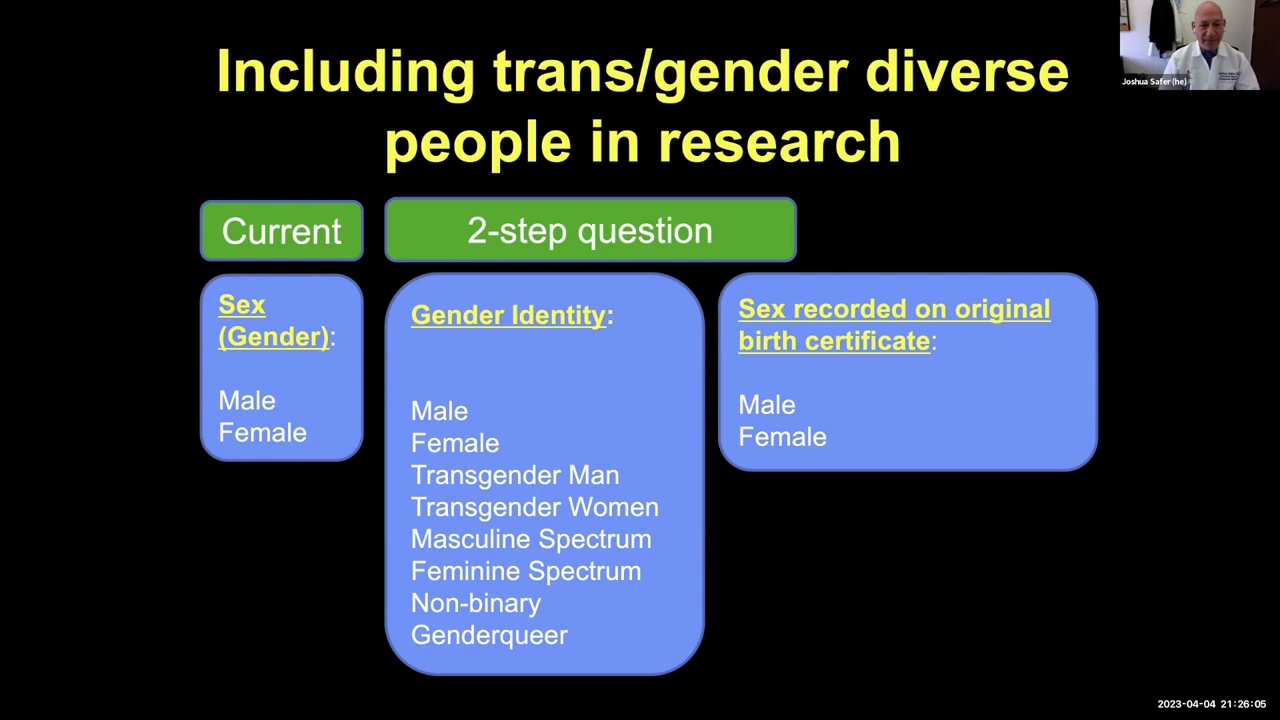 Including trans/gender diverse
people in research
Joshua Safer (he)
Current
2-step question
Sex
(Gender):
Male
Female
Gender Identity:
Male
Female
Transgender Man
Transgender Women
Masculine Spectrum
Feminine Spectrum
Non-binary
Genderqueer
Sex recorded on original
birth certificate:
Male
Female
2023-04-04 21:26:05